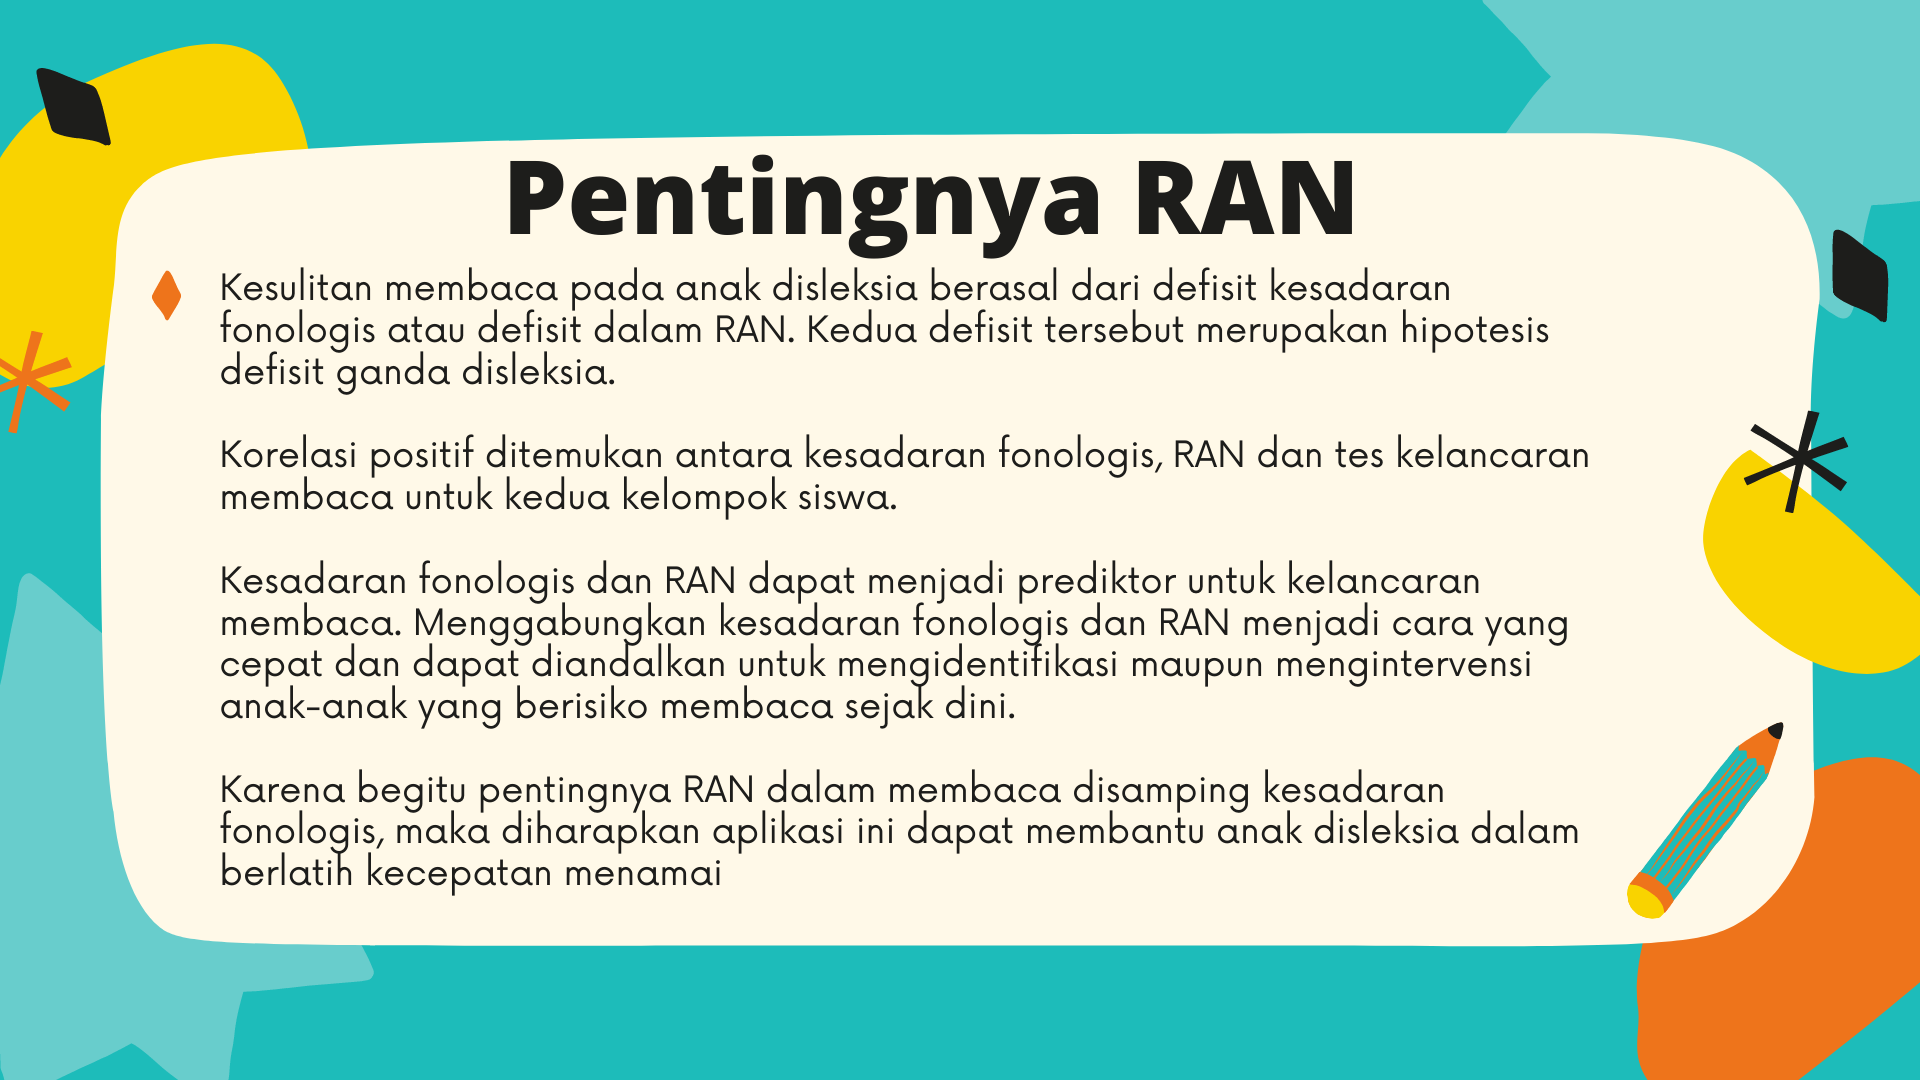 Pentingnya RAN
Kesulitan membaca pada anak disleksia berasal dari defisit kesadaran
fonologis atau defisit dalam RAN. Kedua defisit tersebut merupakan hipotesis
defisit ganda disleksia.
Korelasi positif ditemukan antara kesadaran fonologis, RAN dan tes kelancaran
membaca untuk kedua kelompok siswa.
Kesadaran fonologis dan RAN dapat menjadi prediktor untuk kelancaran
membaca. Menggabungkan kesadaran fonologis dan RAN menjadi cara yang
cepat dan dapat diandalkan untuk mengidentifikasi maupun mengintervensi
anak-anak yang berisiko membaca sejak dini.
Karena begitu pentingnya RAN dalam membaca disamping kesadaran
fonologis, maka diharapkan aplikasi ini dapat membantu anak disleksia dalam
berlatih kecepatan menamai